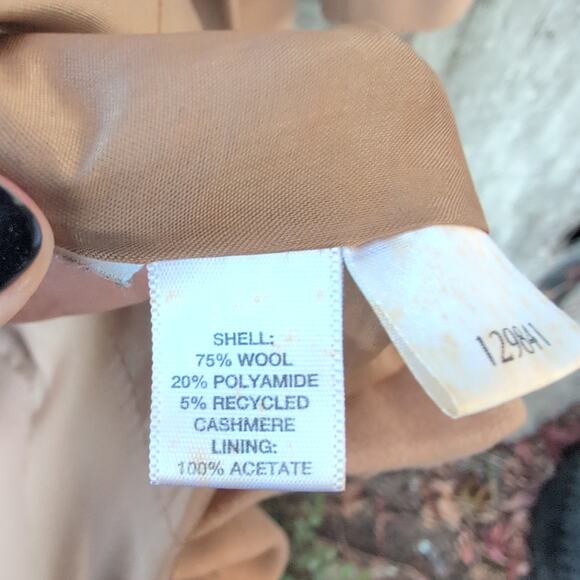 SHELL:
75% WOOL
20% POLYAMIDE
5% RECYCLED
CASHMERE
LINING:
100% ACETATE
129841